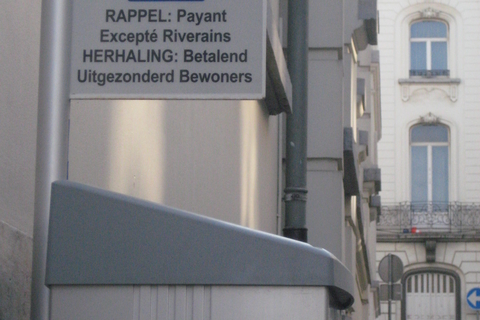 RAPPEL: Payant
Excepté Riverains
HERHALING: Betalend
Uitgezonderd Bewoners